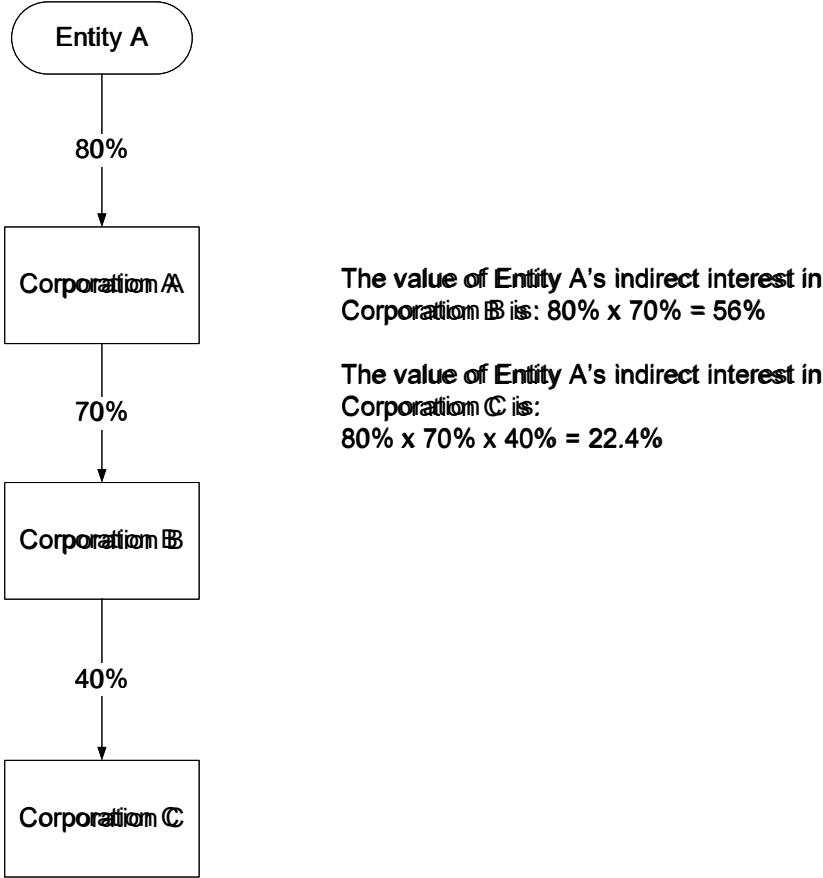 Entity A
80%
Corporation A
70%
Corporation B
40%
Corporation C
The value of Entity A’s indirect interest in
Corporation B is: 80% x 70% = 56%
The value of Entity A’s indirect interest in
Corporation C is:
80% x 70% x 40% = 22.4%